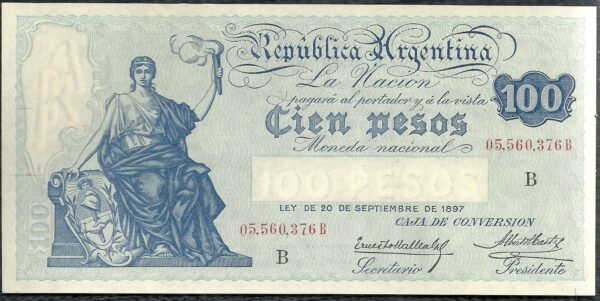 República Argentina
La Nación
pagará al portador y á la vista
100
Cien pesos
Moneda nacional
05,560,376 B
100 PESOS
B
LEY DE 20 DE SEPTIEMBRE DE 1897
05,560,376 B
CAJA DE CONVERSION
B
Secretario
Presidente
100